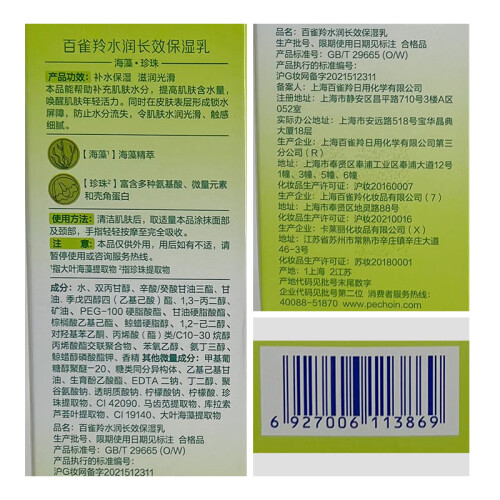 百雀羚水润长效保湿乳
海藻·珍珠
产品功效：补水保湿 滋润光滑
本品能帮助补充肌肤水分，提高肌肤含水量，
唤醒肌肤年轻活力。同时在皮肤表层形成锁水
屏障，防止水分流失，令肌肤水润光滑、触感
细腻。
【海藻¹】海藻精萃
【珍珠²】富含多种氨基酸、微量元素
和壳角蛋白
使用方法：清洁肌肤后，取适量本品涂抹面部
及颈部，手指轻轻按摩至完全吸收。
注 意：本品仅供外用，用后如有不适，请
暂停使用或咨询服务热线。
¹指大叶海藻提取物 ²指珍珠提取物
成分：水、双丙甘醇、辛酸/癸酸甘油三酯、甘
油、季戊四醇四（乙基己酸）酯、1,3-丙二醇、
矿油、PEG-100 硬脂酸酯、甘油硬脂酸酯、
棕榈酸乙基己酯、鲸蜡硬脂醇、1,2-己二醇、
对羟基苯乙酮、丙烯酸（酯）类/C10-30 烷醇
丙烯酸酯交联聚合物、苯氧乙醇、氨丁三醇、
鲸蜡醇磷酸酯钾、香精 其他微量成分：甲基葡
糖醇聚醚-20、糖类同分异构体、乙基己基甘
油、生育酚乙酸酯、EDTA 二钠、丁二醇、聚
谷氨酸钠、透明质酸钠、柠檬酸钠、柠檬酸、珍
珠提取物、CI 42090、马齿苋提取物、库拉索
芦荟叶提取物、CI 19140、大叶海藻提取物
品名：百雀羚水润长效保湿乳
生产批号、限期使用日期见标注 合格品
产品标准号：GB/T 29665 (O/W)
产品执行的标准编号：
沪G妆网备字2021512311
品名：百雀羚水润长效保湿乳
生产批号、限期使用日期见标注 合格品
产品标准号：GB/T 29665 (O/W)
产品执行的标准编号：
沪G妆网备字2021512311
备案人：上海百雀羚日用化学有限公司
注册地址：上海市静安区昌平路710号3楼A区
052室
地址：上海市安远路518号宝华晶典
大厦18层
生产企业：上海百雀羚日用化学有限公司第三
分公司（R）
地址：上海市奉贤区奉浦工业区奉浦大道12号
1幢、3幢、5幢、6幢
化妆品生产许可证：沪妆20160007
生产企业：上海百雀羚化妆品有限公司（7）
地址：上海市奉贤区地灵路88号
化妆品生产许可证：沪妆20210016
生产企业：卡莱丽化妆品有限公司（X）
地址：江苏省苏州市常熟市辛庄镇辛庄大道
46-3号
化妆品生产许可证：苏妆20180001
产地：1上海 2江苏
产地代码见批号末尾数字
企业代码见批号第二位 消费者服务热线：
40088-51870 www.pechoin.com
6 927006 113869